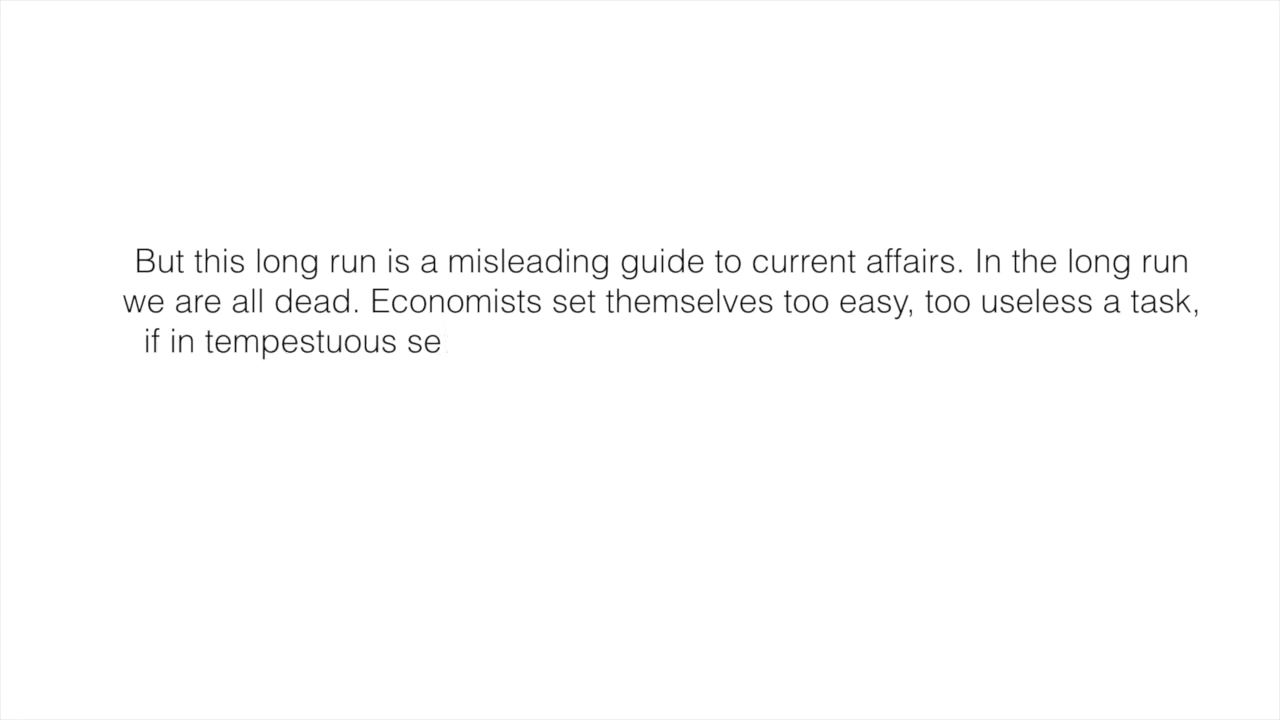 But this long run is a misleading guide to current affairs. In the long run
we are all dead. Economists set themselves too easy, too useless a task,
if in tempestuous se